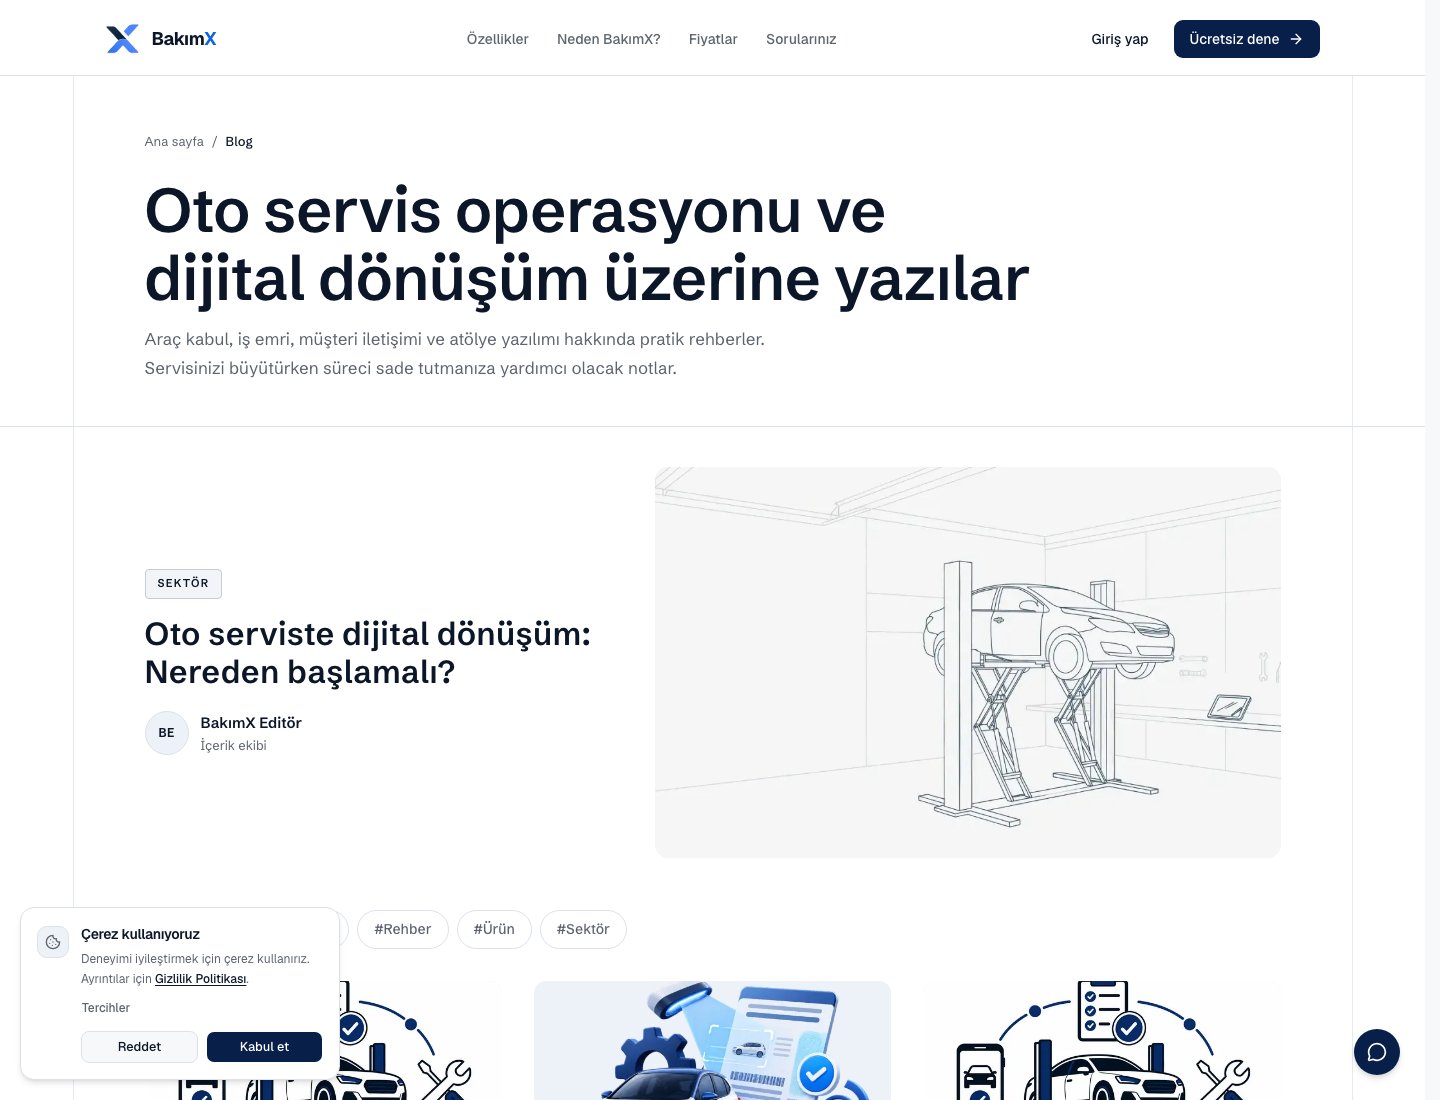 BakımX
Özellikler
Neden BakımX?
Fiyatlar
Sorularınız
Giriş yap
Ücretsiz dene
Ana sayfa / Blog
Oto servis operasyonu ve
dijital dönüşüm üzerine yazılar
Araç kabul, iş emri, müşteri iletişimi ve atölye yazılımı hakkında pratik rehberler.
Servisinizi büyütürken süreci sade tutmanıza yardımcı olacak notlar.
SEKTÖR
Oto serviste dijital dönüşüm:
Nereden başlamalı?
BE
BakımX Editör
İçerik ekibi
#Rehber
#Ürün
#Sektör
Çerez kullanıyoruz
Deneyimi iyileştirmek için çerez kullanırız.
Ayrıntılar için Gizlilik Politikası.
Tercihler
Reddet
Kabul et